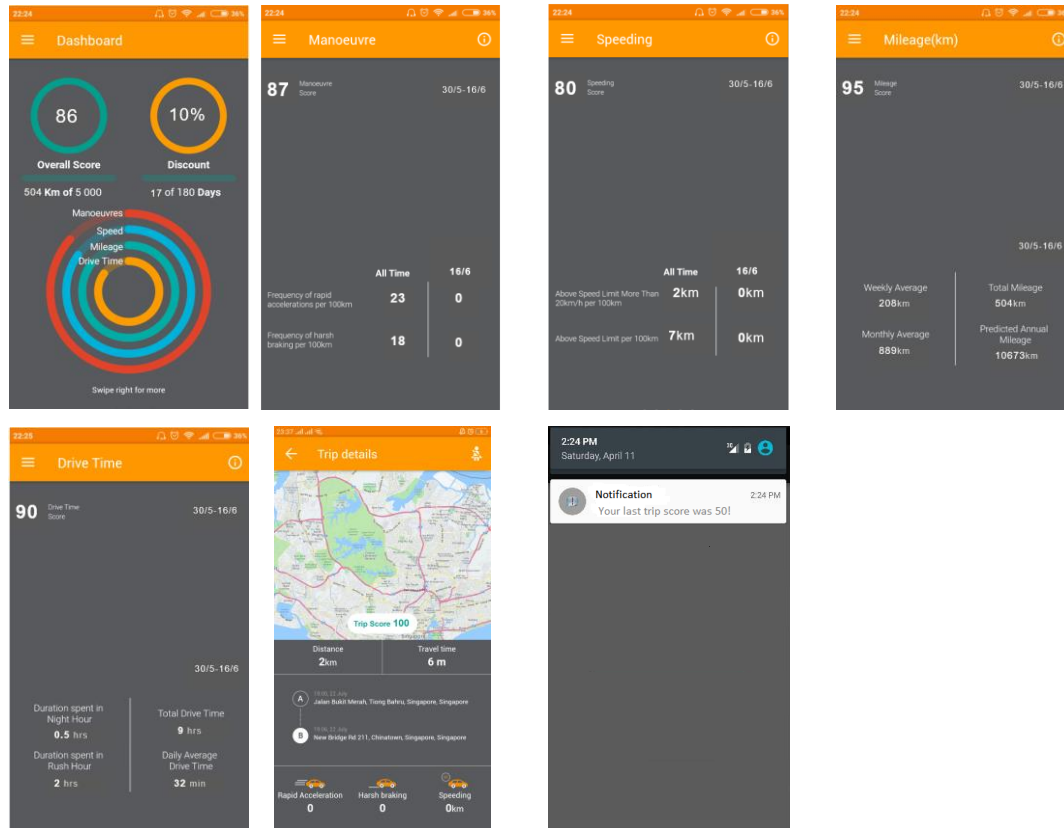 22:24
36%
Dashboard
86
10%
Overall Score
Discount
504 Km of 5 000
17 of 180 Days
Manoeuvres
Speed
Mileage
Drive Time
Swipe right for more
22:24
36%
Manoeuvre
87
Manoeuvre
Score
30/5-16/6
All Time
16/6
Frequency of rapid
accelerations per 100km
23
0
Frequency of harsh
braking per 100km
18
0
22:24
36%
Speeding
80
Speeding
Score
30/5-16/6
All Time
16/6
Above Speed Limit More Than
20km/h per 100km
2km
0km
Above Speed Limit per 100km
7km
0km
22:24
Mileage(km)
95
Mileage
Score
30/5-16/6
30/5-16/6
Weekly Average
208km
Total Mileage
504km
Monthly Average
889km
Predicted Annual
Mileage
10673km
22:25
36%
Drive Time
90
Drive Time
Score
30/5-16/6
30/5-16/6
Duration spent in
Night Hour
0.5 hrs
Total Drive Time
9 hrs
Duration spent in
Rush Hour
2 hrs
Daily Average
Drive Time
32 min
23:37
Trip details
Trip Score 100
Distance
2km
Travel time
6 m
A
Jalan Bukit Merah, Tiong Bahru, Singapore, Singapore
B
New Bridge Rd 211, Chinatown, Singapore, Singapore
Rapid Acceleration
0
Harsh braking
0
Speeding
0km
2:24 PM
Saturday, April 11
Notification
2:24 PM
Your last trip score was 50!